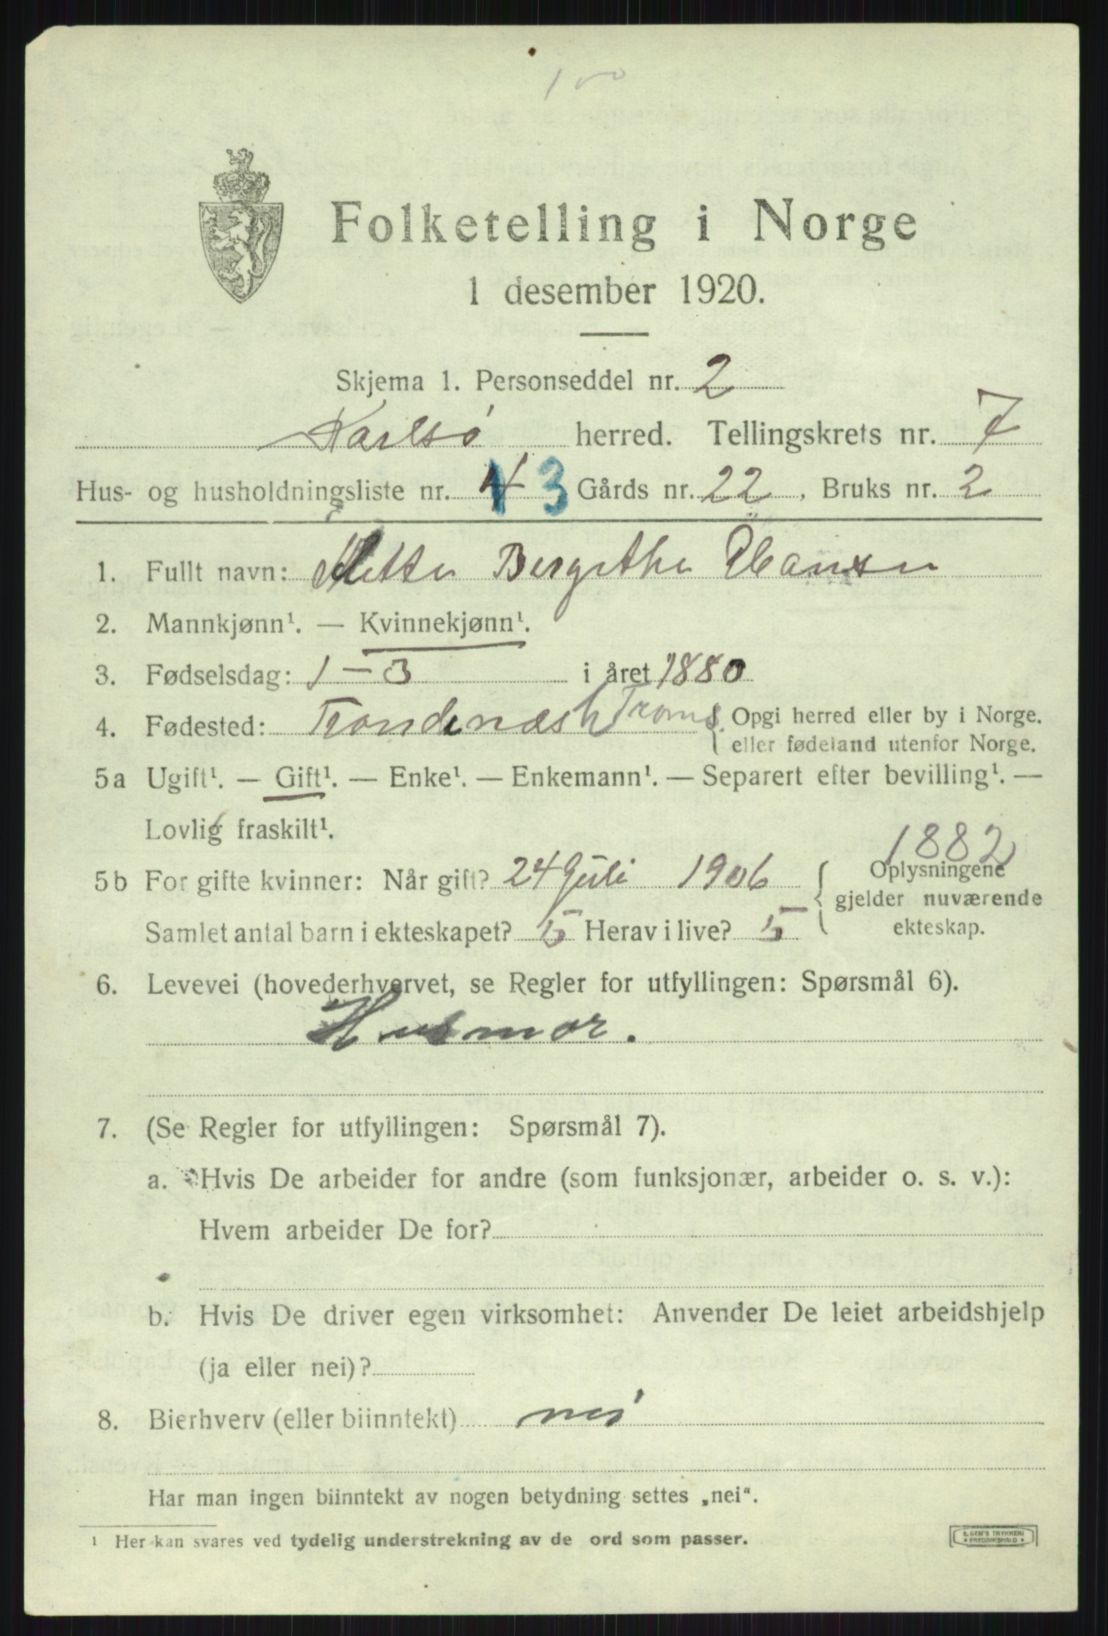 100
Folketelling i Norge
1 desember 1920.
Skjema 1. Personseddel nr. 2
Karlsö herred. Tellingskrets nr. 7
Hus- og husholdningsliste nr. 43 Gårds nr. 22, Bruks nr. 2
1. Fullt navn: Mette Bergithe Hansen
2. Mannkjønn¹. — Kvinnekjønn¹.
3. Fødselsdag: 1-3 i året 1880
4. Fødested: Trondenæs h Troms { Opgi herred eller by i Norge.
eller fødeland utenfor Norge.
5a Ugift¹. — Gift¹. — Enke¹. — Enkemann¹. — Separert efter bevilling¹. —
Lovlig fraskilt¹.
1882
5b For gifte kvinner: Når gift? 24 Juli 1906 { Oplysningene
gjelder nuværende
Samlet antal barn i ekteskapet? 5 Herav i live? 5 ekteskap.
6. Levevei (hovederhvervet, se Regler for utfyllingen: Spørsmål 6).
Husmor.
7. (Se Regler for utfyllingen: Spørsmål 7).
a. Hvis De arbeider for andre (som funksjonær, arbeider o. s. v.):
Hvem arbeider De for?
b. Hvis De driver egen virksomhet: Anvender De leiet arbeidshjelp
(ja eller nei)?
8. Bierhverv (eller biinntekt) nei
Har man ingen biinntekt av nogen betydning settes „nei“.
¹ Her kan svares ved tydelig understrekning av de ord som passer.